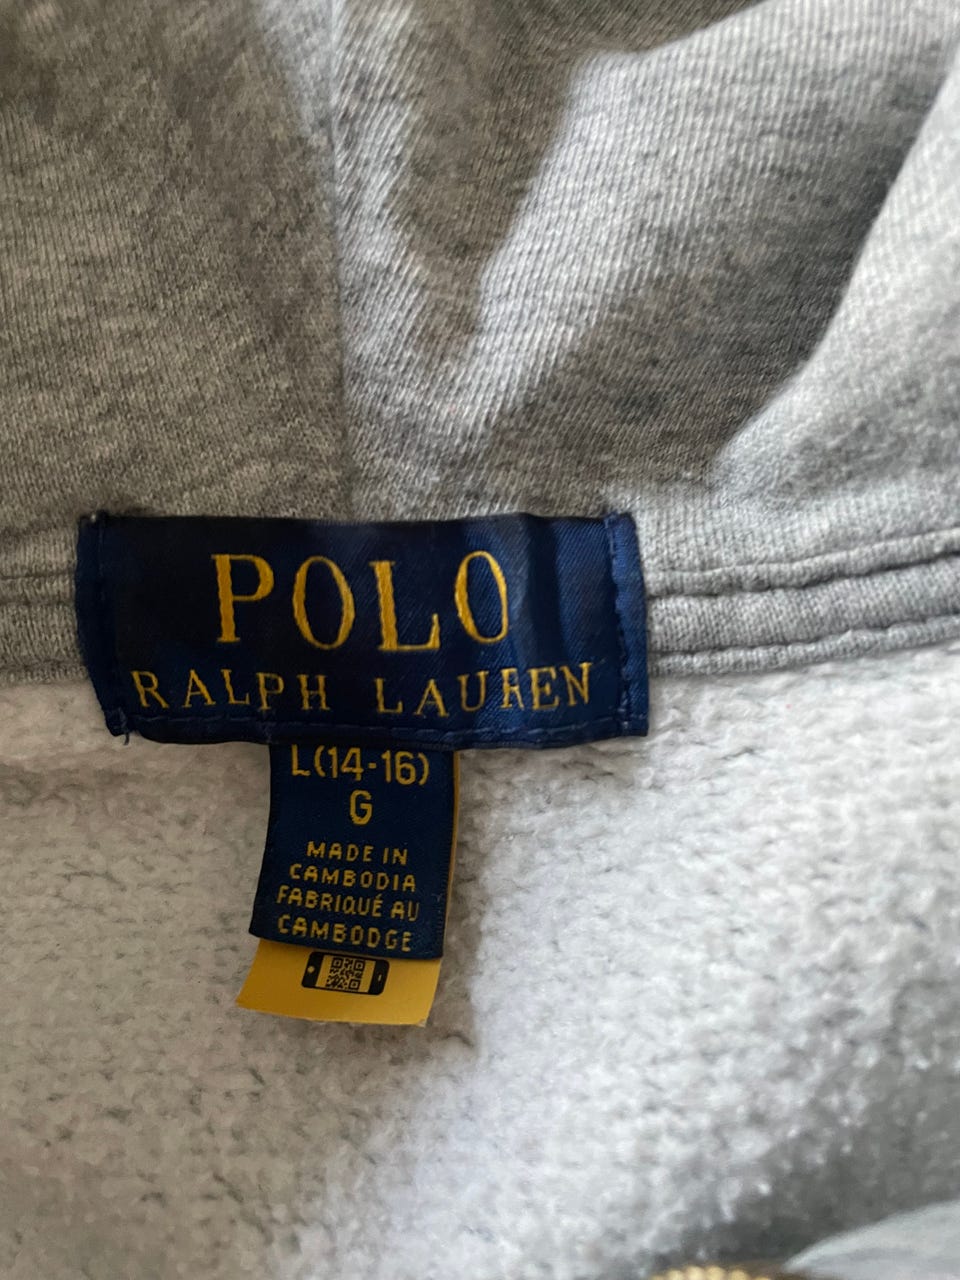 POLO
RALPH LAUREN
L(14-16)
G
MADE IN
CAMBODIA
FABRIQUÉ AU
CAMBODGE